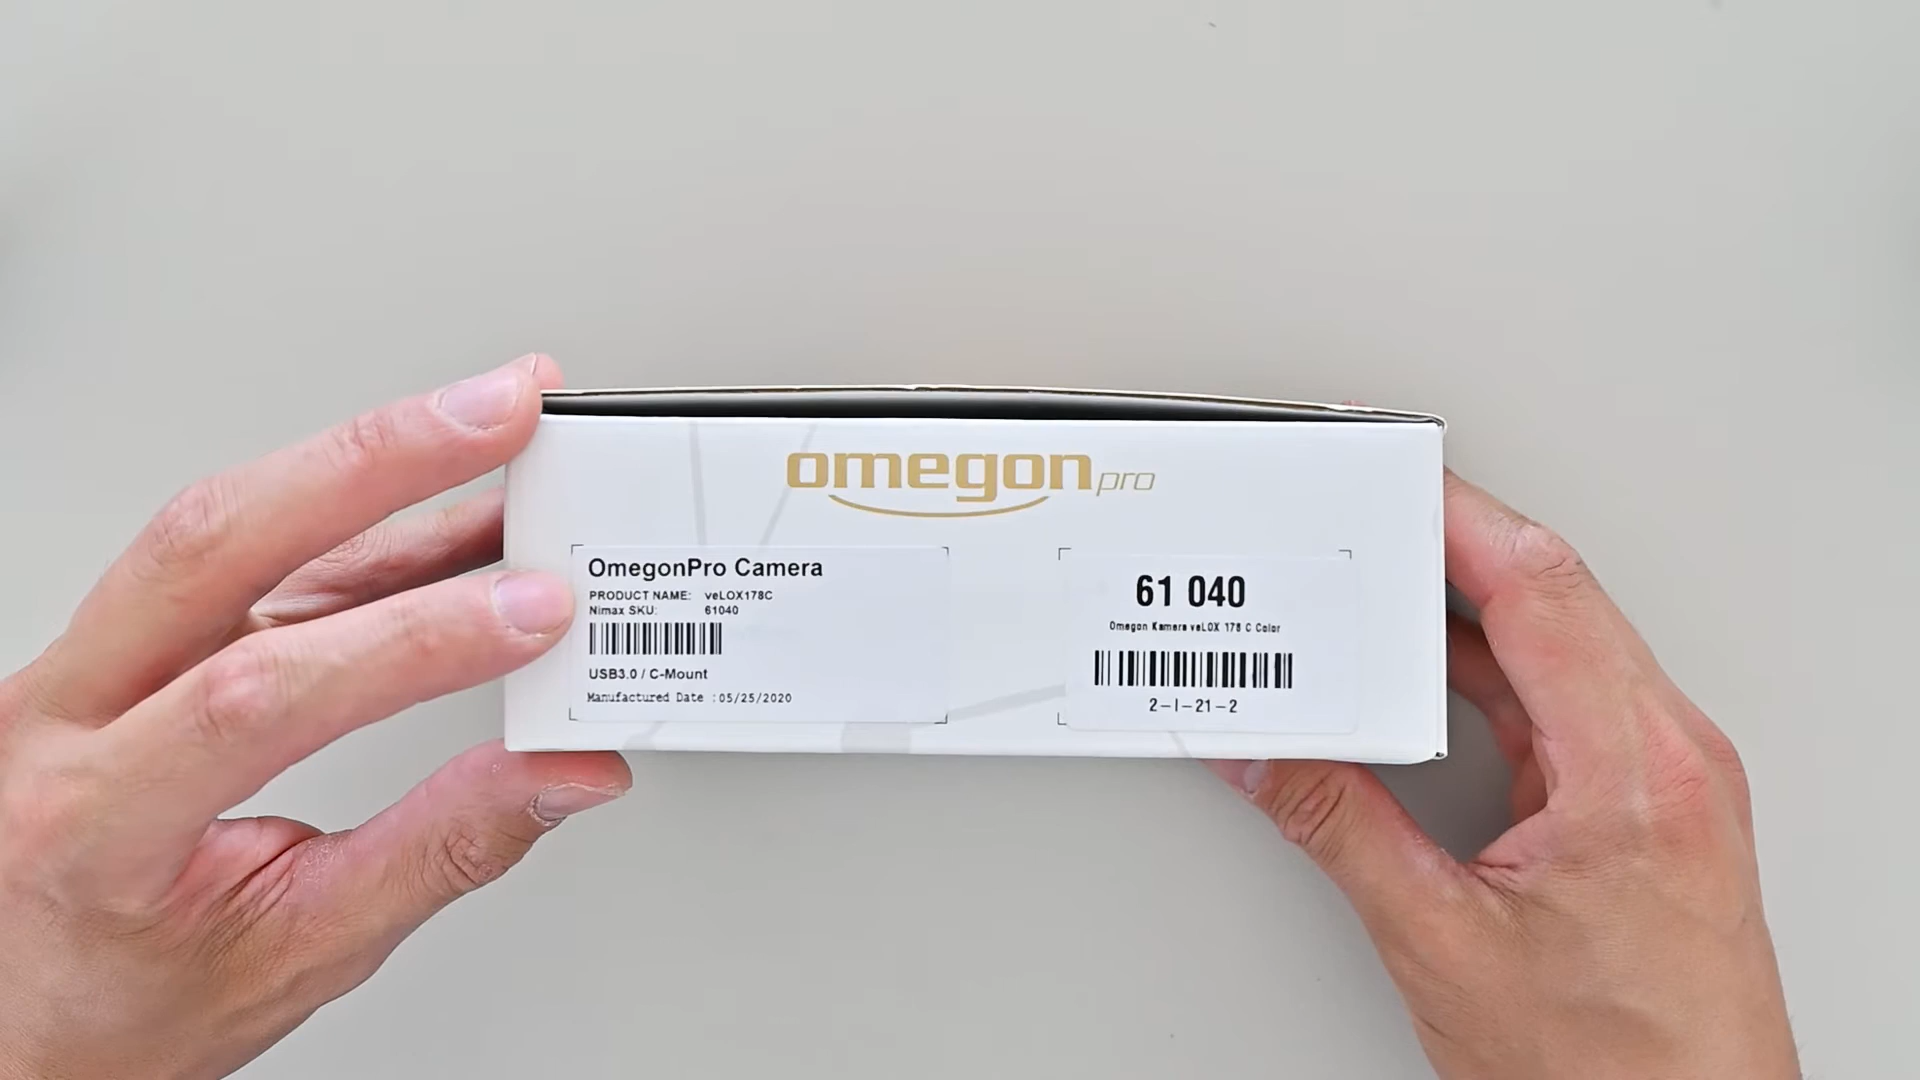 omegon pro
OmegonPro Camera
PRODUCT NAME: veLOX178C
Nimax SKU: 61040
USB3.0 / C-Mount
Manufactured Date :05/25/2020
61 040
Omegon Kamera veLOX 178 C Color
2-I-21-2